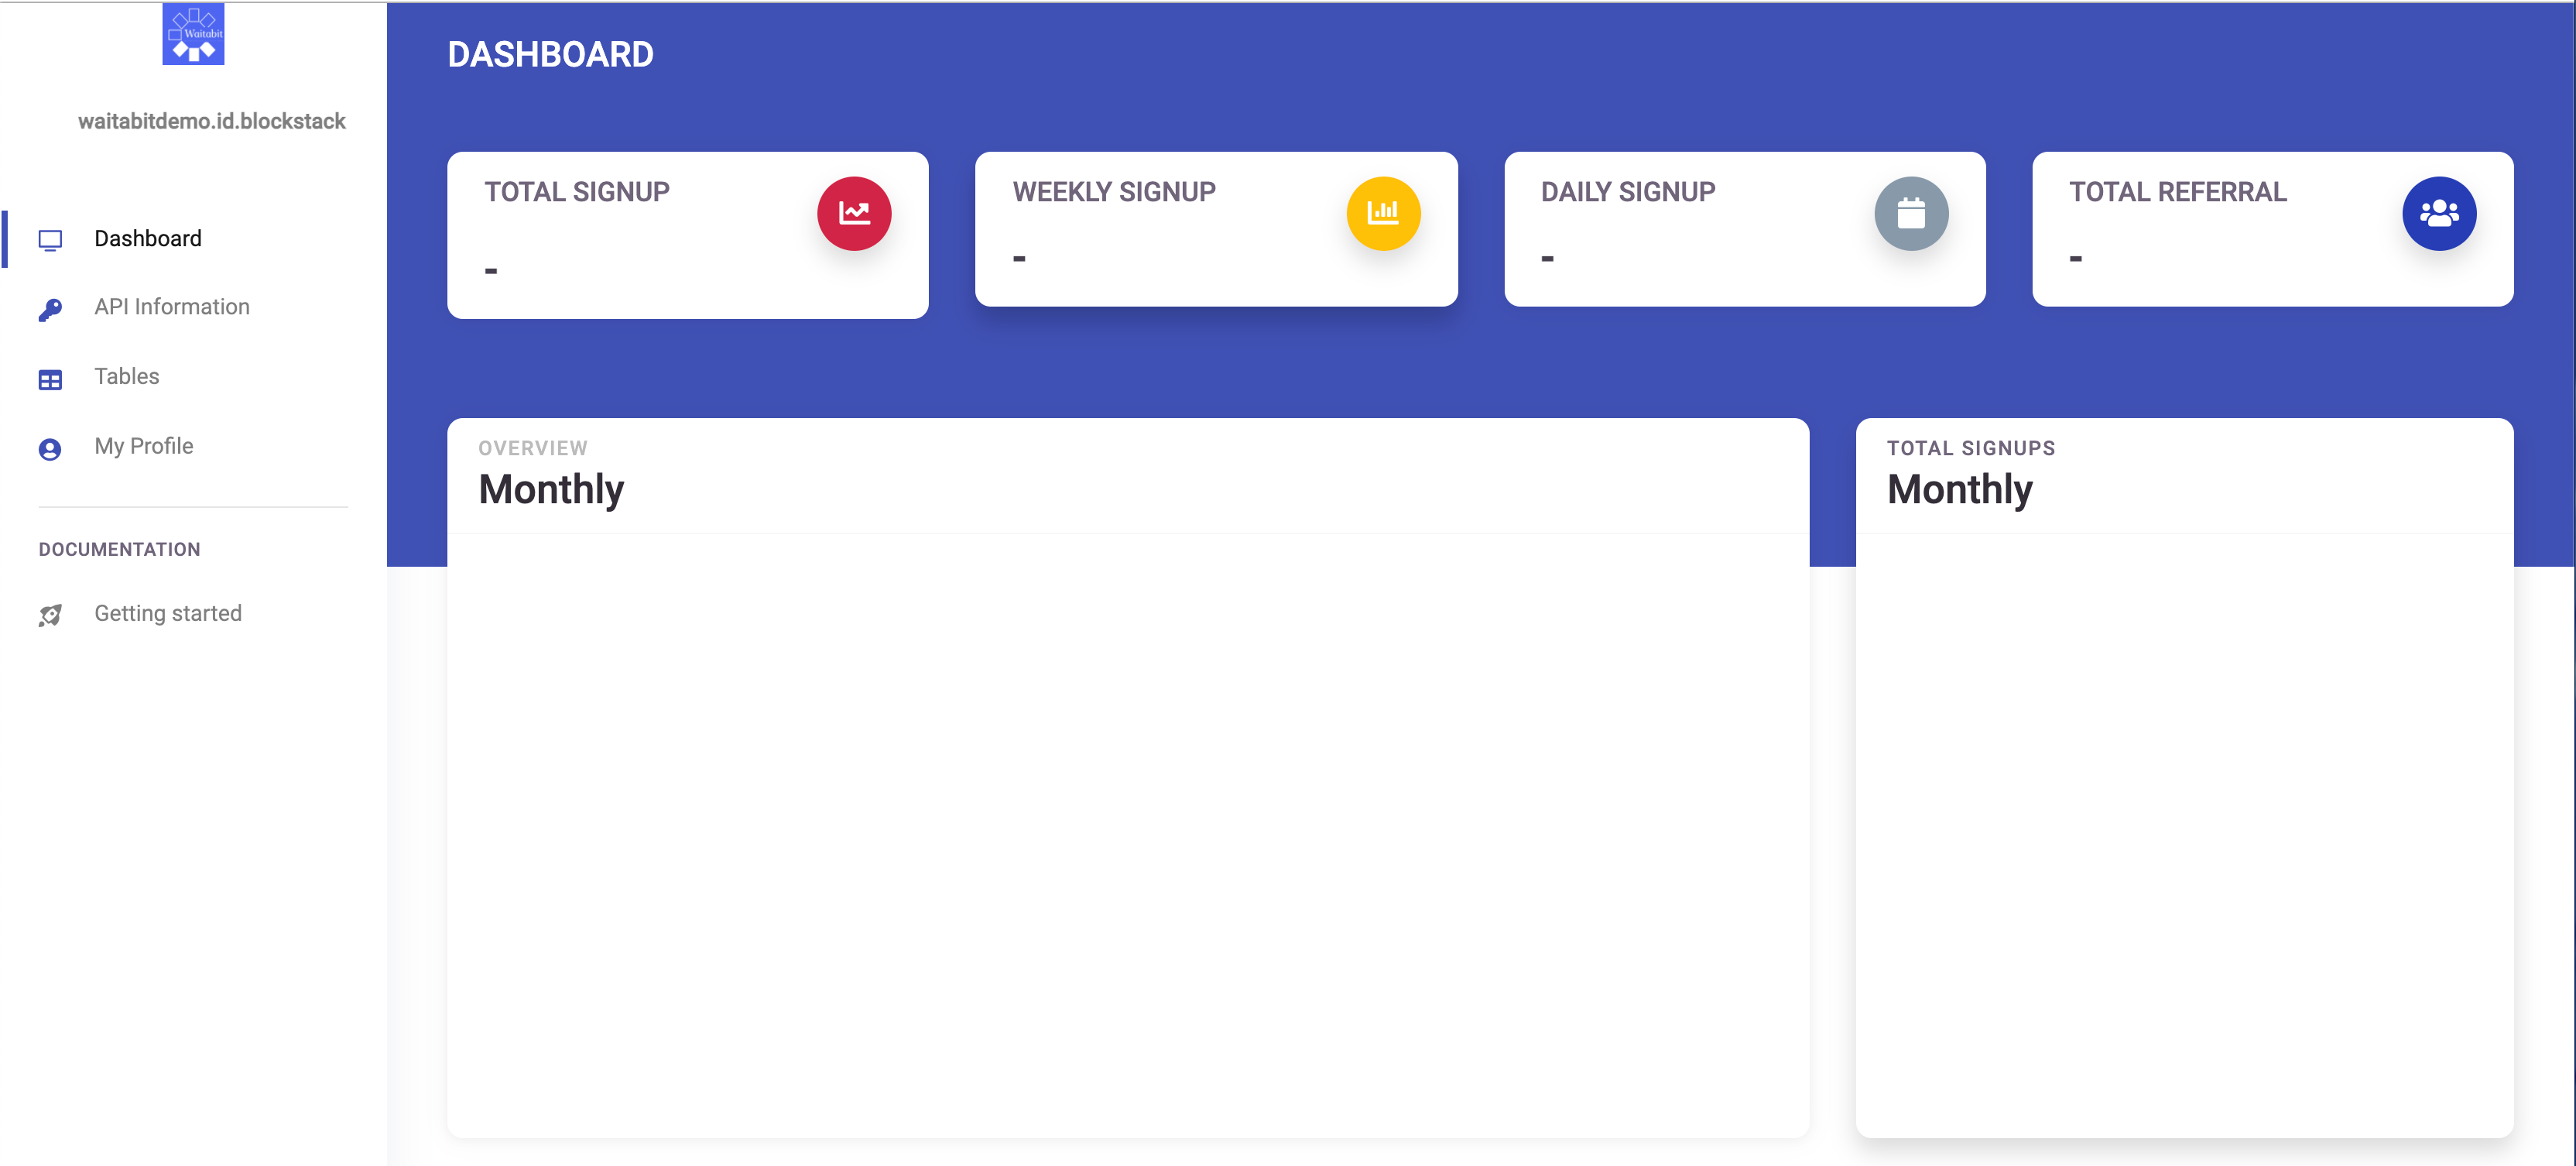 Waitabit
waitabitdemo.id.blockstack
Dashboard
API Information
Tables
My Profile
DOCUMENTATION
Getting started
DASHBOARD
TOTAL SIGNUP
-
WEEKLY SIGNUP
-
DAILY SIGNUP
-
TOTAL REFERRAL
-
OVERVIEW
Monthly
TOTAL SIGNUPS
Monthly